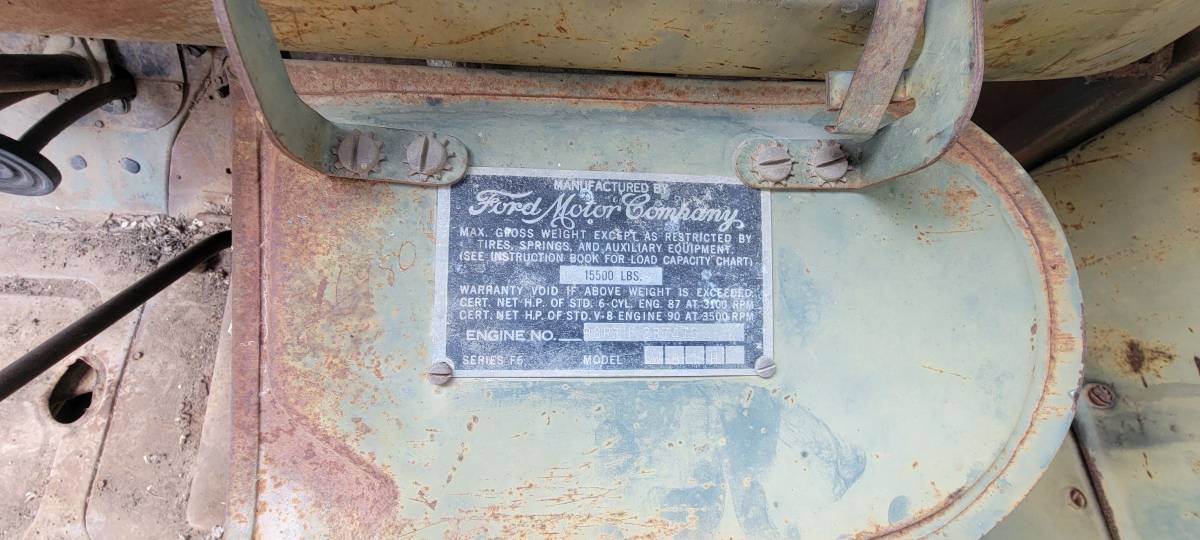 MANUFACTURED BY
Ford Motor Company
MAX. GROSS WEIGHT EXCEPT AS RESTRICTED BY
TIRES, SPRINGS, AND AUXILIARY EQUIPMENT.
(SEE INSTRUCTION BOOK FOR LOAD CAPACITY CHART)
15500 LBS.
WARRANTY VOID IF ABOVE WEIGHT IS EXCEEDED.
CERT. NET H.P. OF STD. 6-CYL. ENG. 87 AT 3100 RPM
CERT. NET H.P. OF STD. V-8 ENGINE 90 AT 3500 RPM
ENGINE NO.
SERIES F6 MODEL